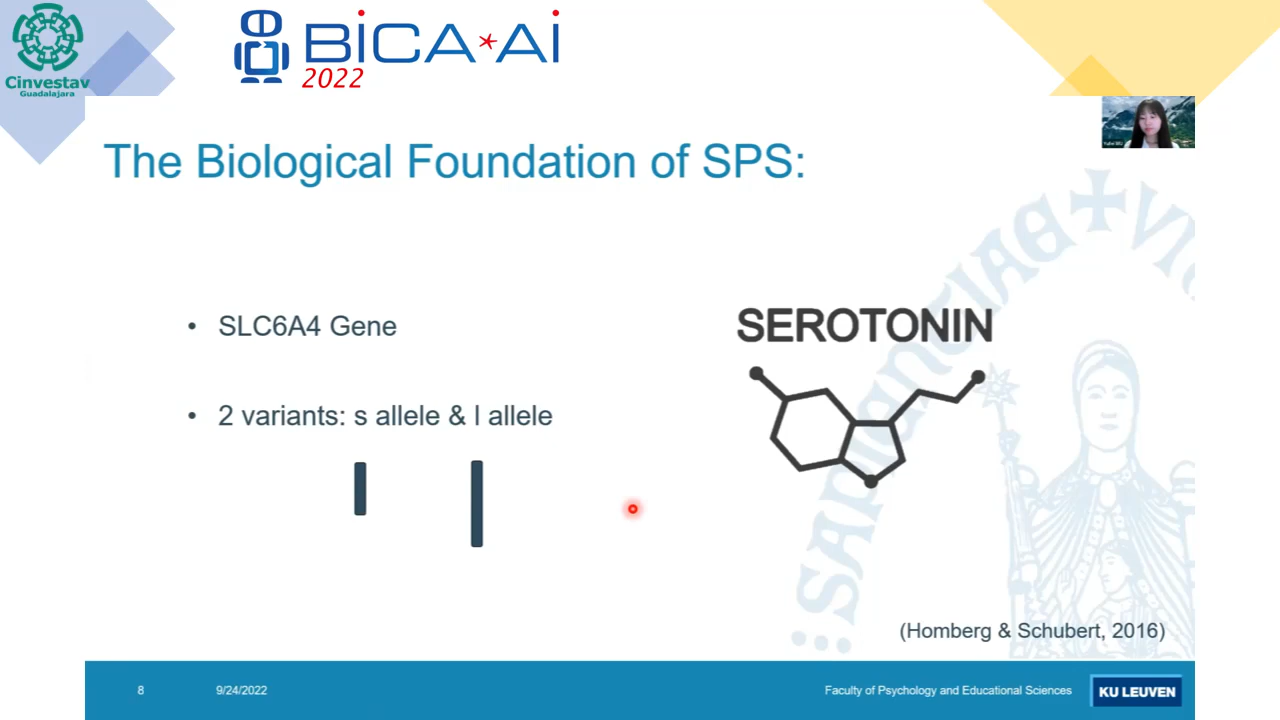 Cinvestav
Guadalajara
BiCA*Ai
2022
The Biological Foundation of SPS:
• SLC6A4 Gene
• 2 variants: s allele & l allele
SEROTONIN
SAPIENTIAE
(Homberg & Schubert, 2016)
8
9/24/2022
Faculty of Psychology and Educational Sciences
KU LEUVEN